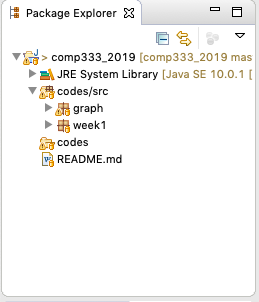 Package Explorer
> comp333_2019 [comp333_2019 mas
JRE System Library [Java SE 10.0.1 [
codes/src
graph
week1
codes
README.md